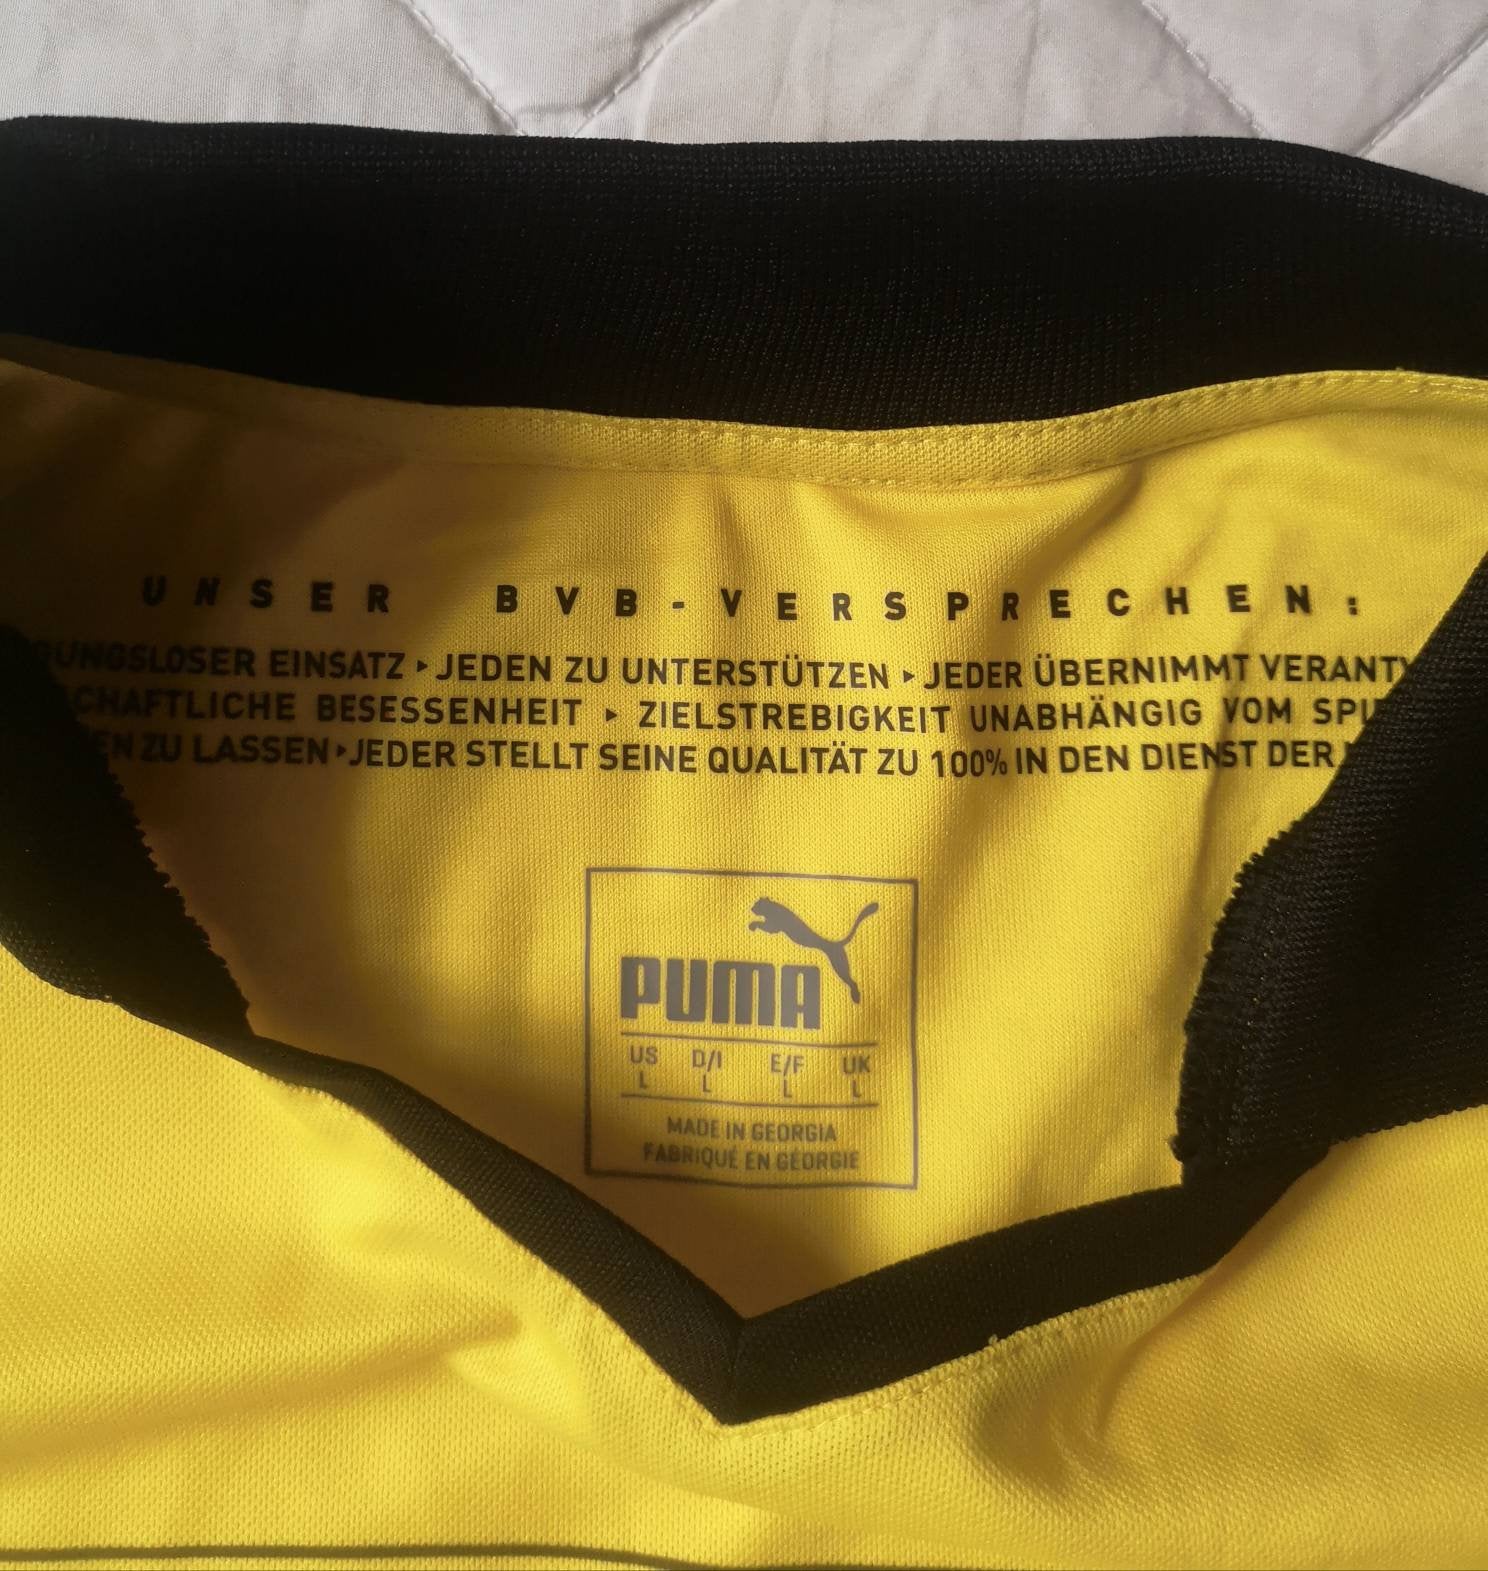 UNSER BVB-VERSPRECHEN:
EINSATZ ▸ JEDEN ZU UNTERSTÜTZEN ▸ JEDER ÜBERNIMMT
BESESSENHEIT ▸ ZIELSTREBIGKEIT UNABHÄNGIG VOM
ZU LASSEN ▸ JEDER STELLT SEINE QUALITÄT ZU 100% IN DEN DIENST DER
PUMA
US D/I E/F UK
L L L L
MADE IN GEORGIA
FABRIQUÉ EN GÉORGIE